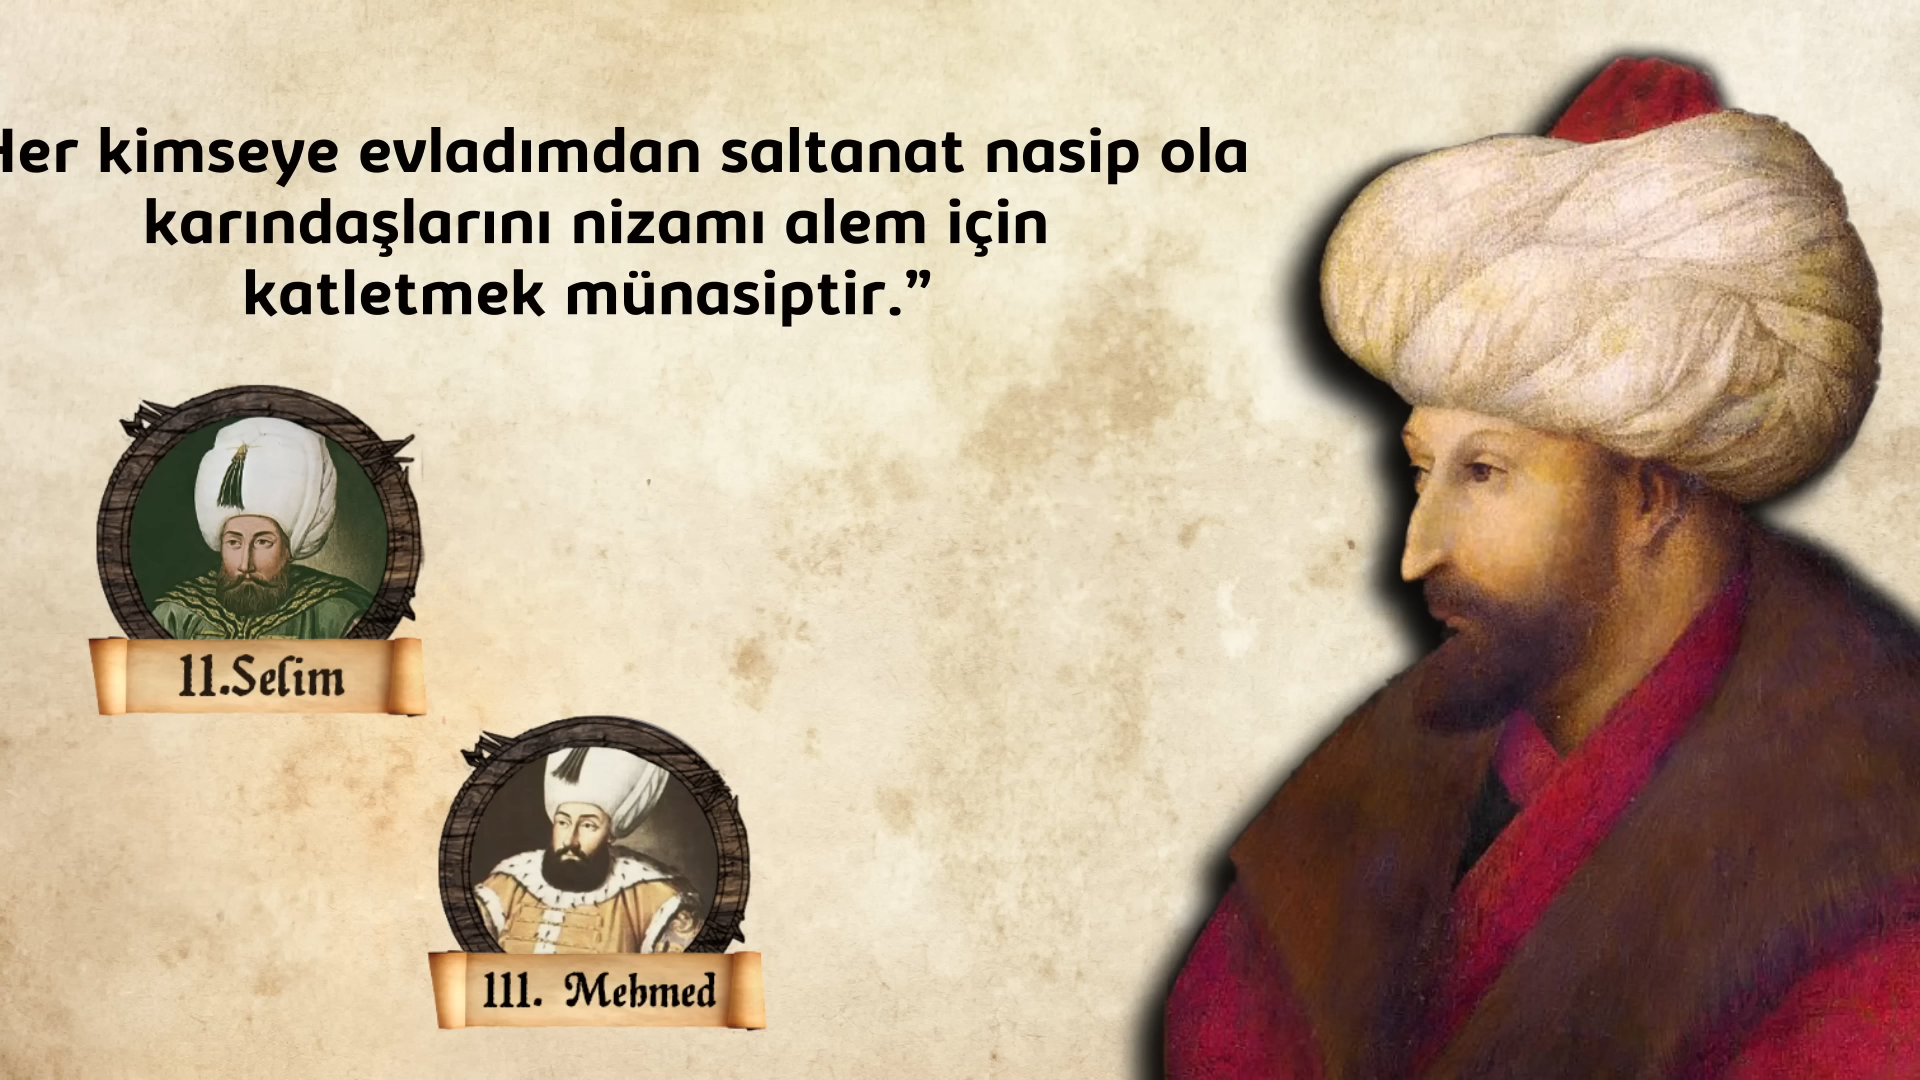 Her kimseye evladımdan saltanat nasip ola
karındaşlarını nizamı alem için
katletmek münasiptir.”
11.Selim
111. Mehmed